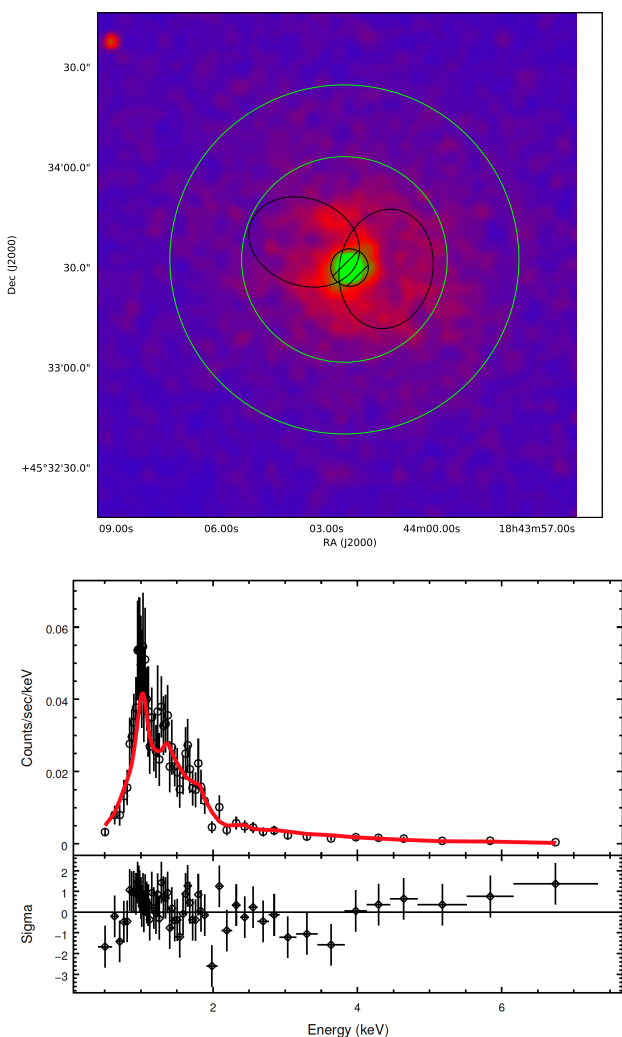 30.0"
34'00.0"
30.0"
33'00.0"
+45°32'30.0"
Dec (J2000)
09.00s 06.00s 03.00s 44m00.00s 18h43m57.00s
RA (J2000)
0.06
0.04
0.02
0
Counts/sec/keV
2
1
0
−1
−2
−3
Sigma
2 4 6
Energy (keV)